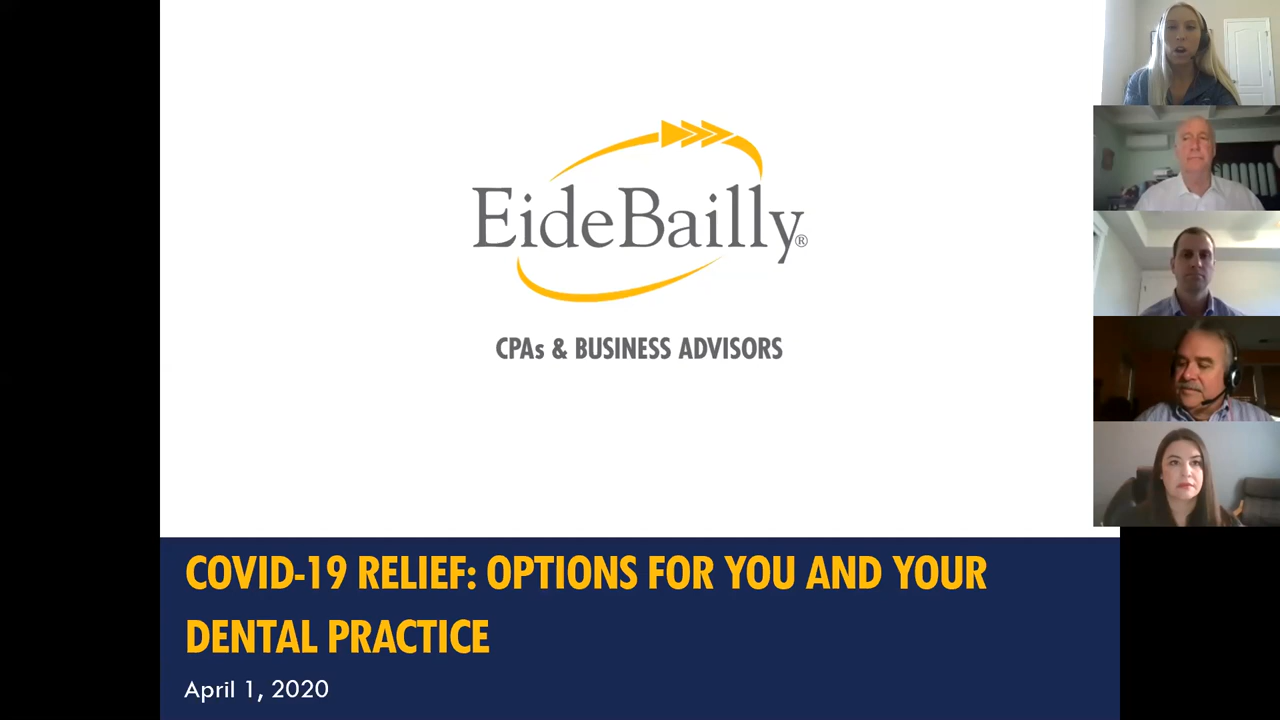 EideBailly®
CPAs & BUSINESS ADVISORS
COVID-19 RELIEF: OPTIONS FOR YOU AND YOUR
DENTAL PRACTICE
April 1, 2020